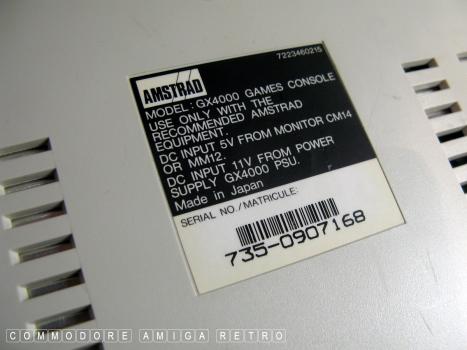 7223460215
AMSTRAD
MODEL: GX4000 GAMES CONSOLE
USE ONLY WITH THE
RECOMMENDED AMSTRAD
EQUIPMENT.
DC INPUT 5V FROM MONITOR CM14
OR MM12.
DC INPUT 11V FROM POWER
SUPPLY GX4000 PSU.
Made in Japan
SERIAL NO./MATRICULE:
735-0907168
COMMODORE AMIGA RETRO